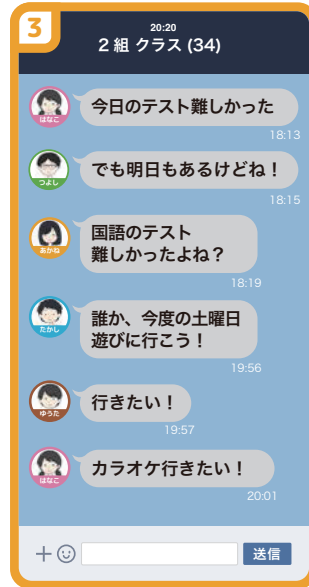 3
20:20
2組 クラス (34)
今日のテスト難しかった
はなこ
18:13
でも明日もあるけどね！
つよし
18:15
国語のテスト
難しかったよね？
あかね
18:19
誰か、今度の土曜日
遊びに行こう！
たかし
19:56
行きたい！
ゆうた
19:57
カラオケ行きたい！
はなこ
20:01
送信